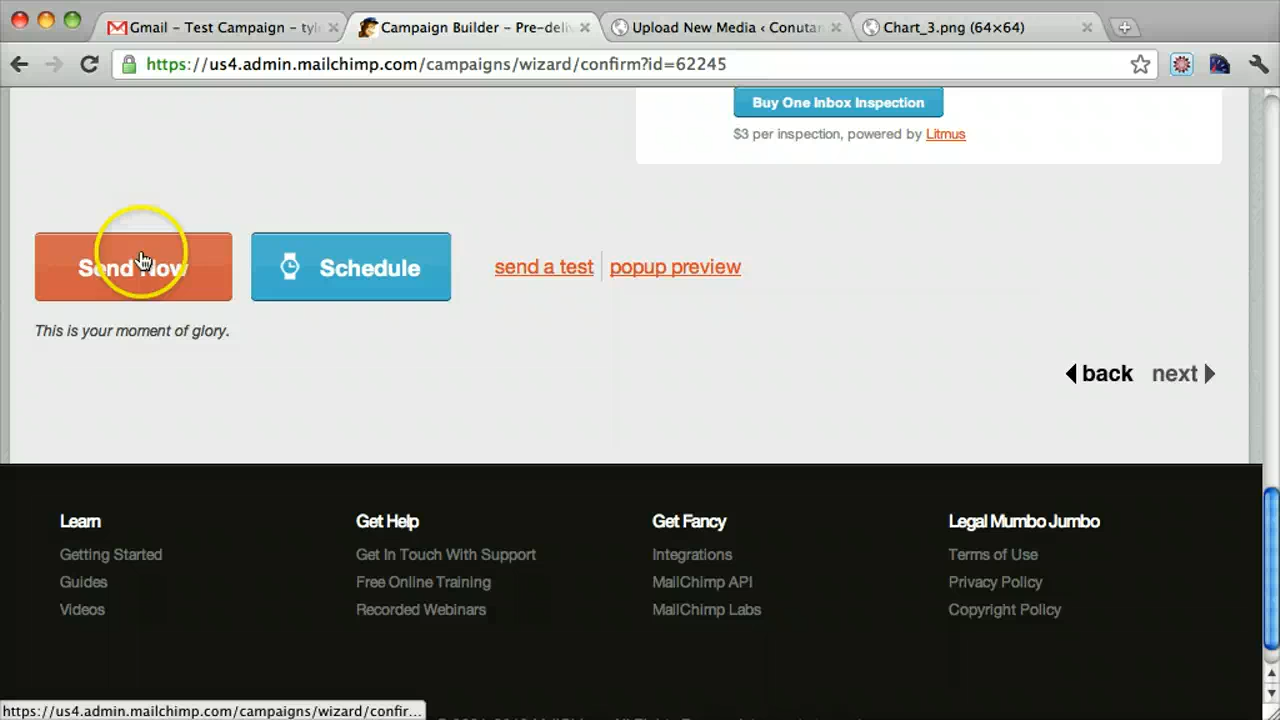 Gmail – Test Campaign – tyl
Campaign Builder – Pre-deli
Upload New Media ‹ Conutan
Chart_3.png (64×64)
https://us4.admin.mailchimp.com/campaigns/wizard/confirm?id=62245
Buy One Inbox Inspection
$3 per inspection, powered by Litmus
Send Now
Schedule
send a test
popup preview
This is your moment of glory.
back next
Learn
Getting Started
Guides
Videos
Get Help
Get In Touch With Support
Free Online Training
Recorded Webinars
Get Fancy
Integrations
MailChimp API
MailChimp Labs
Legal Mumbo Jumbo
Terms of Use
Privacy Policy
Copyright Policy
https://us4.admin.mailchimp.com/campaigns/wizard/confir...